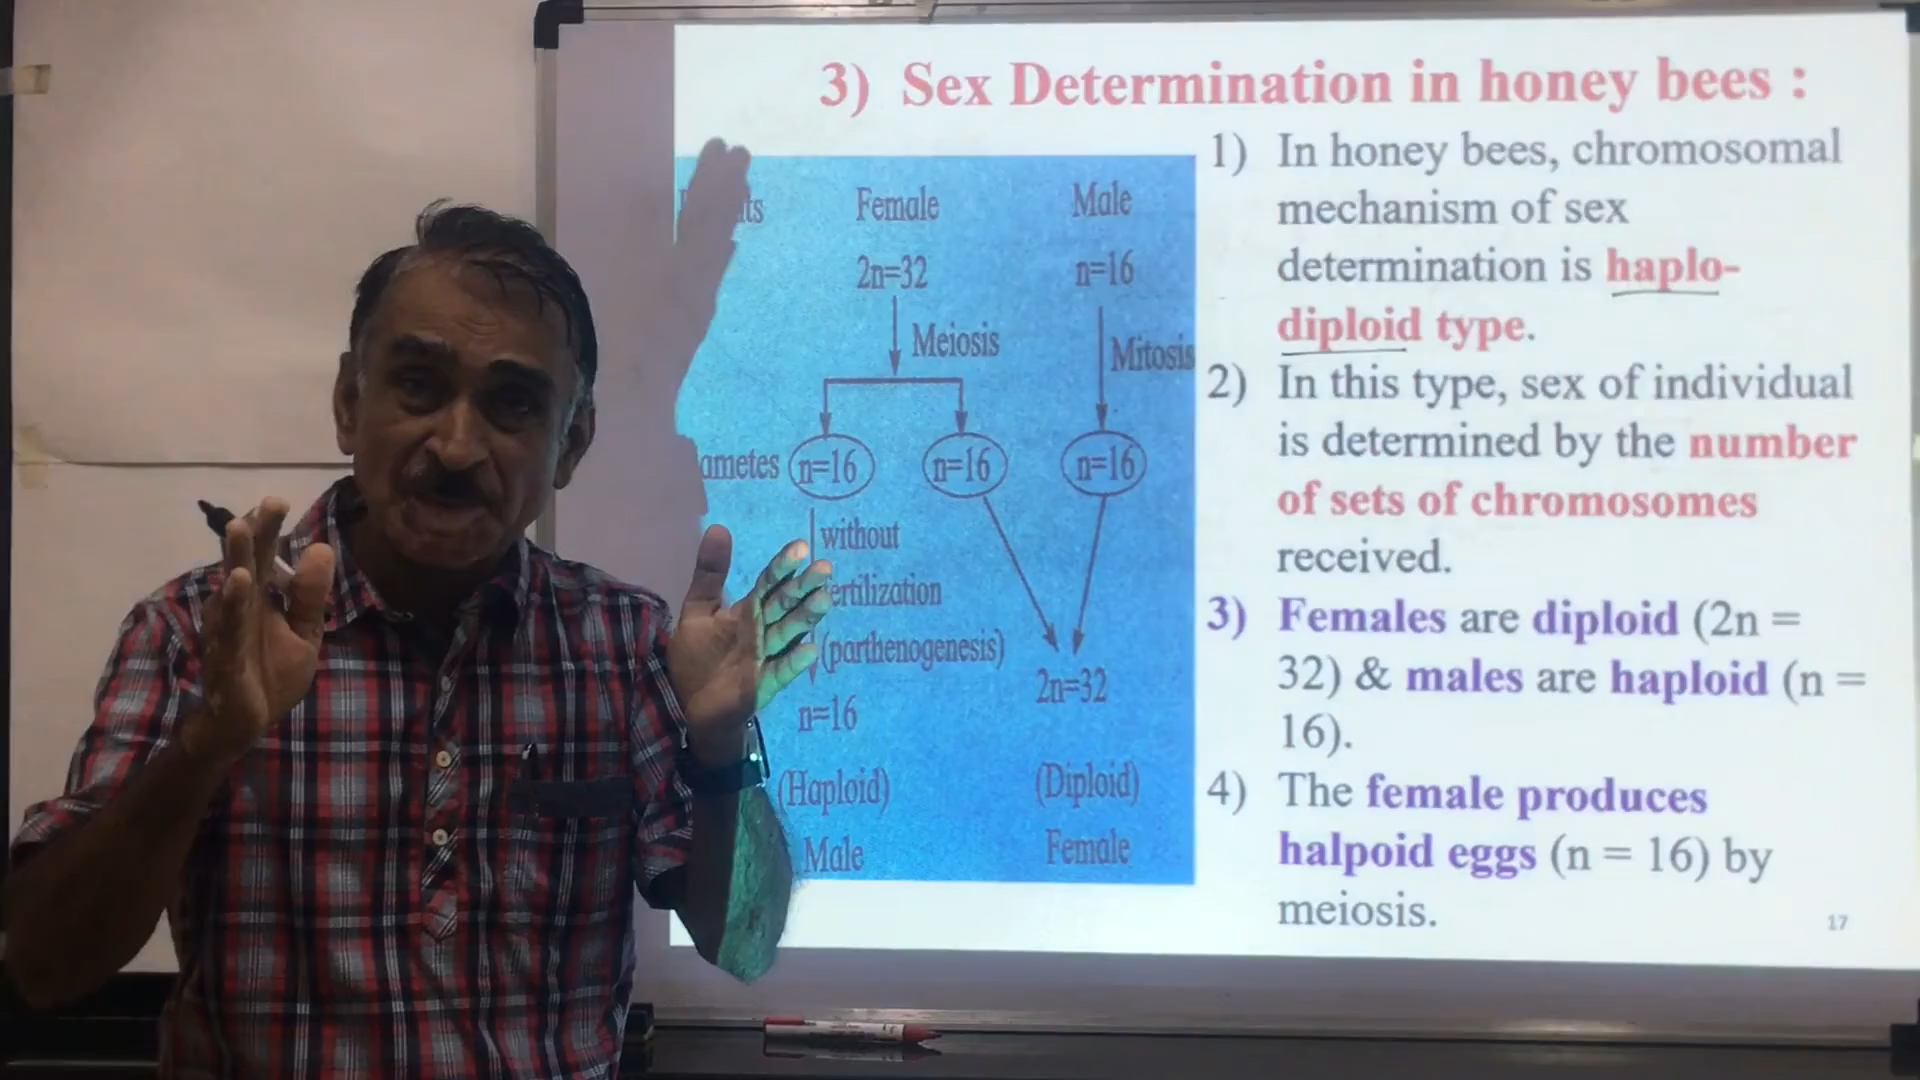 3) Sex Determination in honey bees :
Female Male
2n=32 n=16
Meiosis
Mitosis
n=16 n=16 n=16
without
(parthenogenesis)
2n=32
n=16
(Haploid) (Diploid)
Male Female
1) In honey bees, chromosomal
mechanism of sex
determination is haplo-
diploid type.
2) In this type, sex of individual
is determined by the number
of sets of chromosomes
received.
3) Females are diploid (2n =
32) & males are haploid (n =
16).
4) The female produces
halpoid eggs (n = 16) by
meiosis.
17